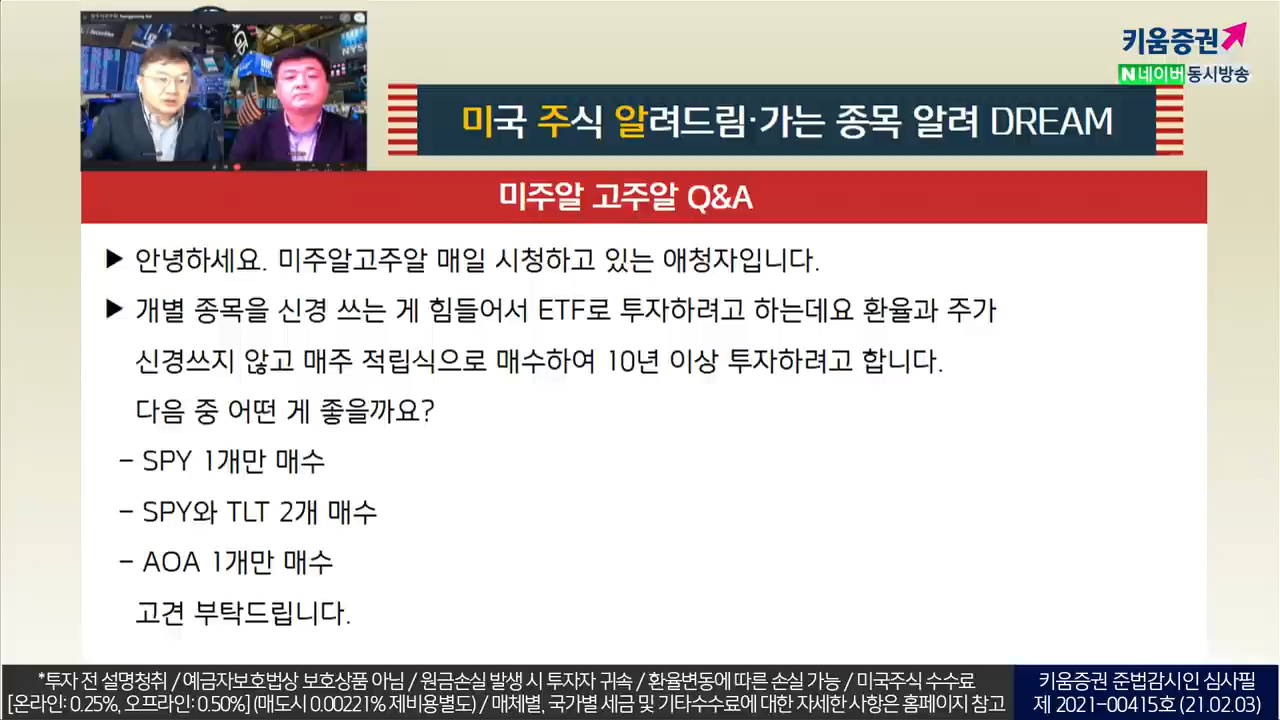 키움증권
N 네이버 동시방송
미국 주식 알려드림·가는 종목 알려 DREAM
미주알 고주알 Q&A
▶ 안녕하세요. 미주알고주알 매일 시청하고 있는 애청자입니다.
▶ 개별 종목을 신경 쓰는 게 힘들어서 ETF로 투자하려고 하는데요 환율과 주가
신경쓰지 않고 매주 적립식으로 매수하여 10년 이상 투자하려고 합니다.
다음 중 어떤 게 좋을까요?
- SPY 1개만 매수
- SPY와 TLT 2개 매수
- AOA 1개만 매수
고견 부탁드립니다.
*투자 전 설명청취 / 예금자보호법상 보호상품 아님 / 원금손실 발생 시 투자자 귀속 / 환율변동에 따른 손실 가능 / 미국주식 수수료
[온라인: 0.25%, 오프라인: 0.50%] (매도시 0.00221% 제비용별도) / 매체별, 국가별 세금 및 기타수수료에 대한 자세한 사항은 홈페이지 참고
키움증권 준법감시인 심사필
제 2021-00415호 (21.02.03)